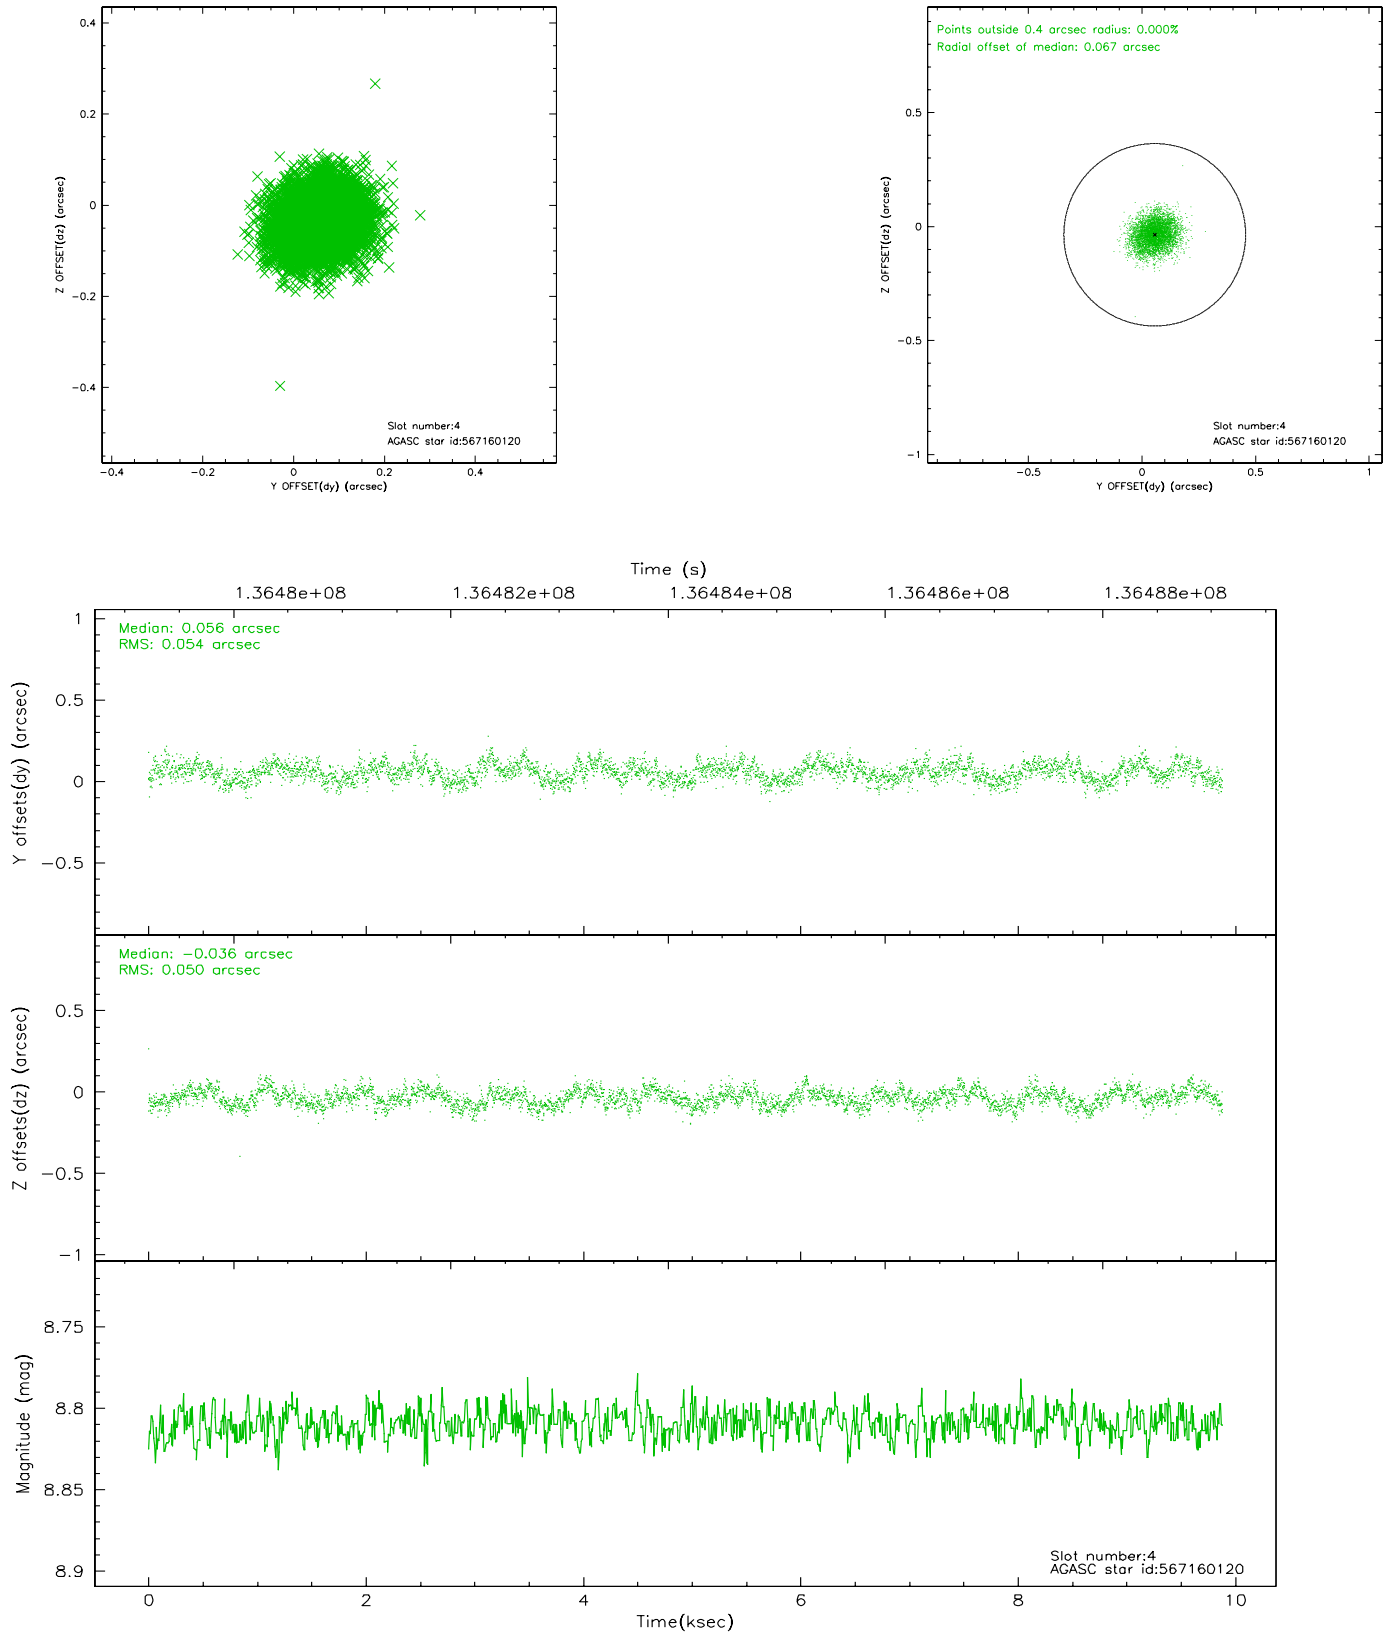 0.4
0.2
0
−0.2
−0.4
Z OFFSET(dz) (arcsec)
Slot number:4
AGASC star id:567160120
−0.4 −0.2 0 0.2 0.4
Y OFFSET(dy) (arcsec)
Points outside 0.4 arcsec radius: 0.000%
Radial offset of median: 0.067 arcsec
0.5
0
−0.5
−1
Z OFFSET(dz) (arcsec)
Slot number:4
AGASC star id:567160120
−0.5 0 0.5 1
Y OFFSET(dy) (arcsec)
Time (s)
1.3648e+08 1.36482e+08 1.36484e+08 1.36486e+08 1.36488e+08
Median: 0.056 arcsec
RMS: 0.054 arcsec
1
0.5
0
−0.5
Y offsets(dy) (arcsec)
Median: −0.036 arcsec
RMS: 0.050 arcsec
0.5
0
−0.5
−1
Z offsets(dz) (arcsec)
8.75
8.8
8.85
8.9
Magnitude (mag)
Slot number:4
AGASC star id:567160120
0 2 4 6 8 10
Time(ksec)